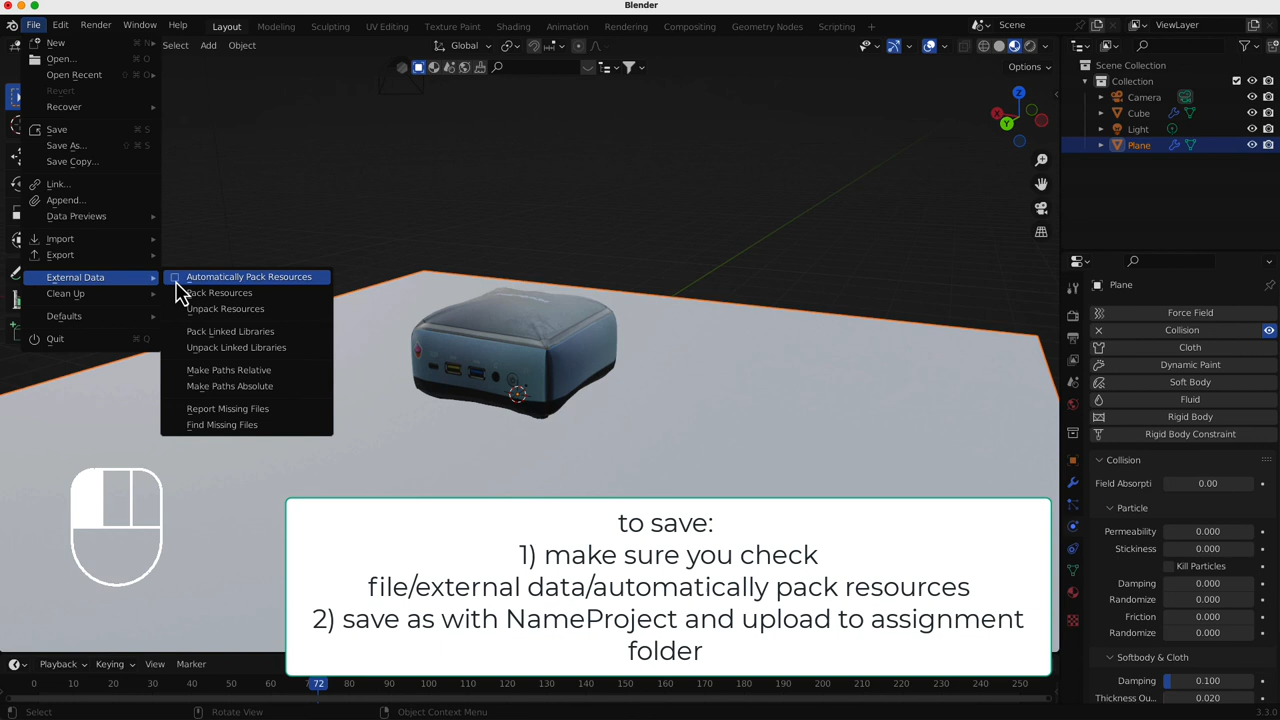 Blender
File Edit Render Window Help Layout Modeling Sculpting UV Editing Texture Paint Shading Animation Rendering Compositing Geometry Nodes Scripting + Scene ViewLayer
Select Add Object Global
Options
New ⌘ N
Open... ⌘ O
Open Recent ⇧ ⌘ O
Revert
Recover
Save ⌘ S
Save As... ⇧ ⌘ S
Save Copy...
Link...
Append...
Data Previews
Import
Export
External Data
Clean Up
Defaults
Quit ⌘ Q
Automatically Pack Resources
Pack Resources
Unpack Resources
Pack Linked Libraries
Unpack Linked Libraries
Make Paths Relative
Make Paths Absolute
Report Missing Files
Find Missing Files
Z
X
Y
Scene Collection
Collection
Camera
Cube
Light
Plane
Plane
Force Field
Collision
Cloth
Dynamic Paint
Soft Body
Fluid
Rigid Body
Rigid Body Constraint
Collision
Field Absorpti 0.00
Particle
Permeability 0.000
Stickiness 0.000
Kill Particles
Damping 0.000
Randomize 0.000
Friction 0.000
Randomize 0.000
Softbody & Cloth
Damping 0.100
Thickness Ou... 0.020
to save:
1) make sure you check
file/external data/automatically pack resources
2) save as with NameProject and upload to assignment
folder
Playback Keying View Marker
0 10 20 30 40 50 60 72 80 90 100 110 120 130 140 150 160 170 180 190 200 210 220 230 240 250
Select Rotate View Object Context Menu 3.3.0